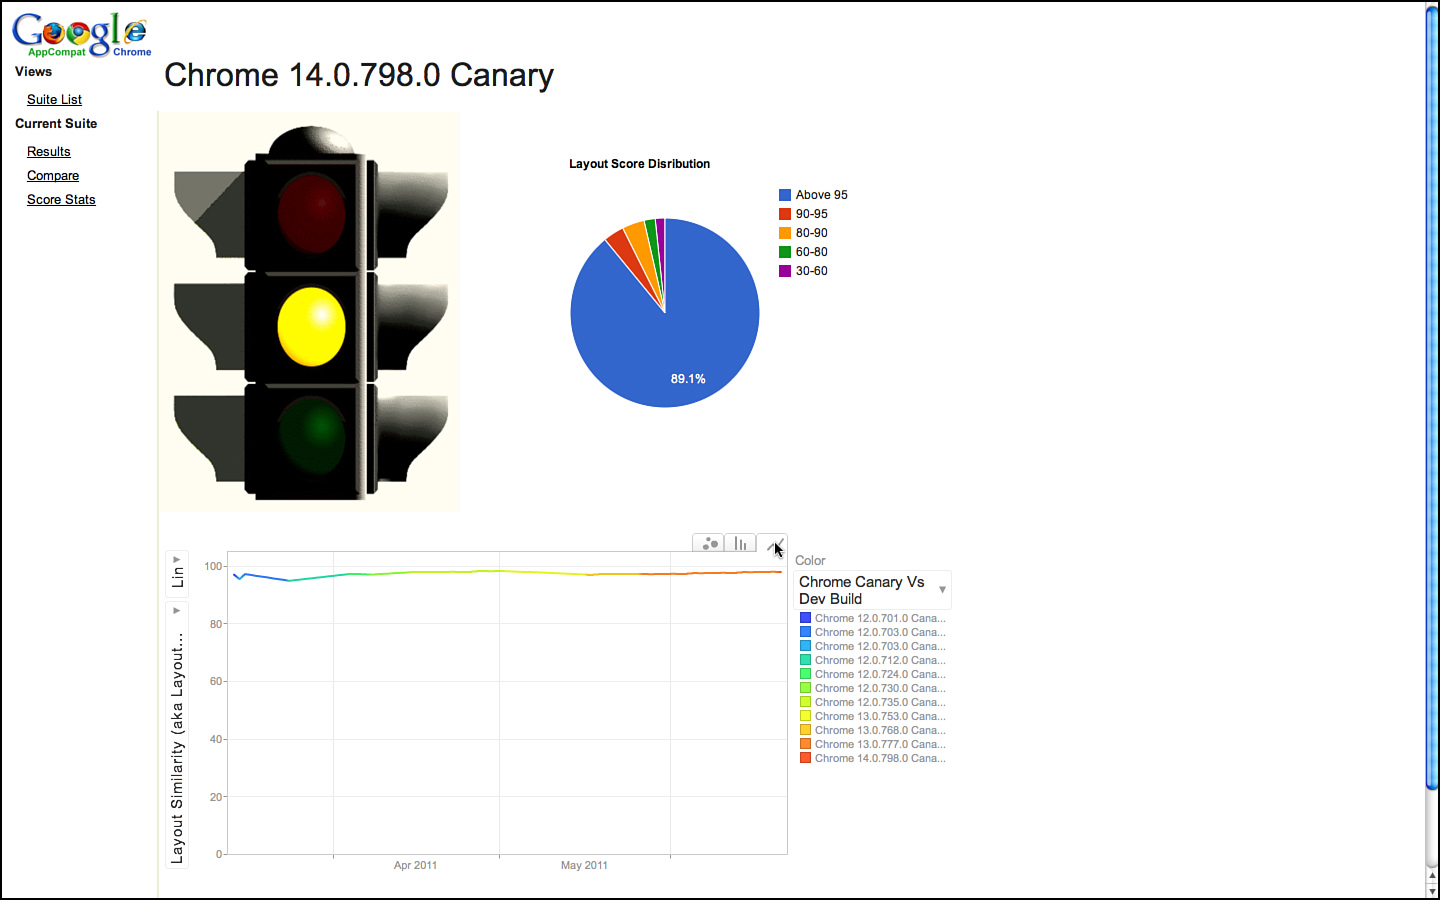 Google
AppCompat Chrome
Views
Suite List
Current Suite
Results
Compare
Score Stats
Chrome 14.0.798.0 Canary
Layout Score Disribution
Above 95
90-95
80-90
60-80
30-60
89.1%
Lin
Layout Similarity (aka Layout...
100
80
60
40
20
0
Apr 2011
May 2011
Color
Chrome Canary Vs
Dev Build
Chrome 12.0.701.0 Cana...
Chrome 12.0.703.0 Cana...
Chrome 12.0.703.0 Cana...
Chrome 12.0.712.0 Cana...
Chrome 12.0.724.0 Cana...
Chrome 12.0.730.0 Cana...
Chrome 12.0.735.0 Cana...
Chrome 13.0.753.0 Cana...
Chrome 13.0.768.0 Cana...
Chrome 13.0.777.0 Cana...
Chrome 14.0.798.0 Cana...